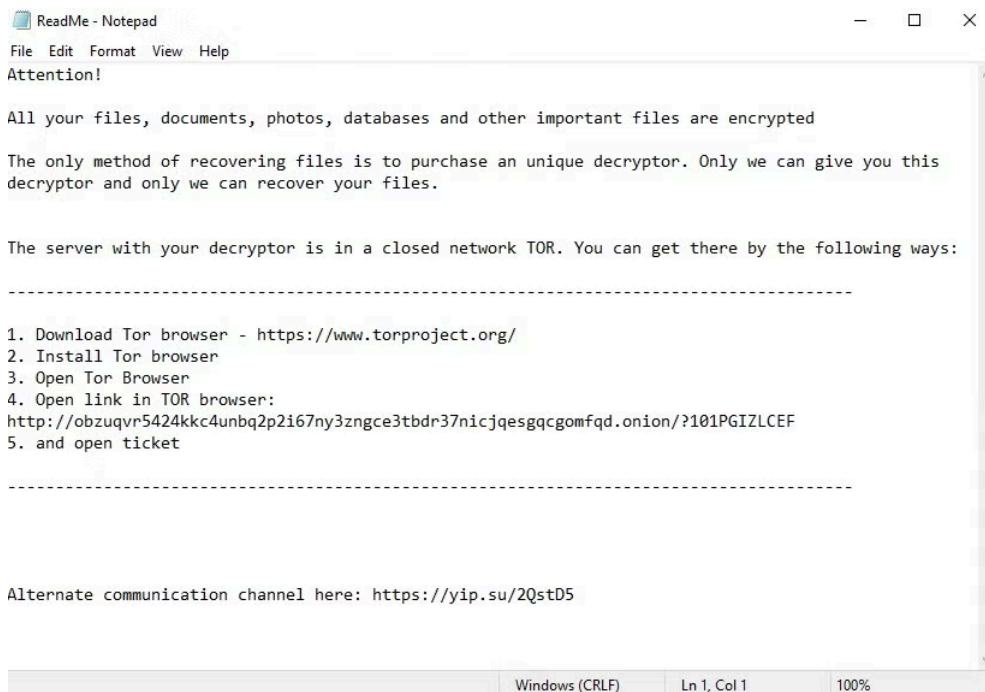 ReadMe - Notepad
File Edit Format View Help
Attention!
All your files, documents, photos, databases and other important files are encrypted
The only method of recovering files is to purchase an unique decryptor. Only we can give you this
decryptor and only we can recover your files.
The server with your decryptor is in a closed network TOR. You can get there by the following ways:
----------------------------------------------------------------------------------------
1. Download Tor browser - https://www.torproject.org/
2. Install Tor browser
3. Open Tor Browser
4. Open link in TOR browser:
http://obzuqvr5424kkc4unbq2p2i67ny3zngce3tbdr37nicjqesgqcgomfqd.onion/?101PGIZLCEF
5. and open ticket
----------------------------------------------------------------------------------------
Alternate communication channel here: https://yip.su/2QstD5
Windows (CRLF) Ln 1, Col 1 100%